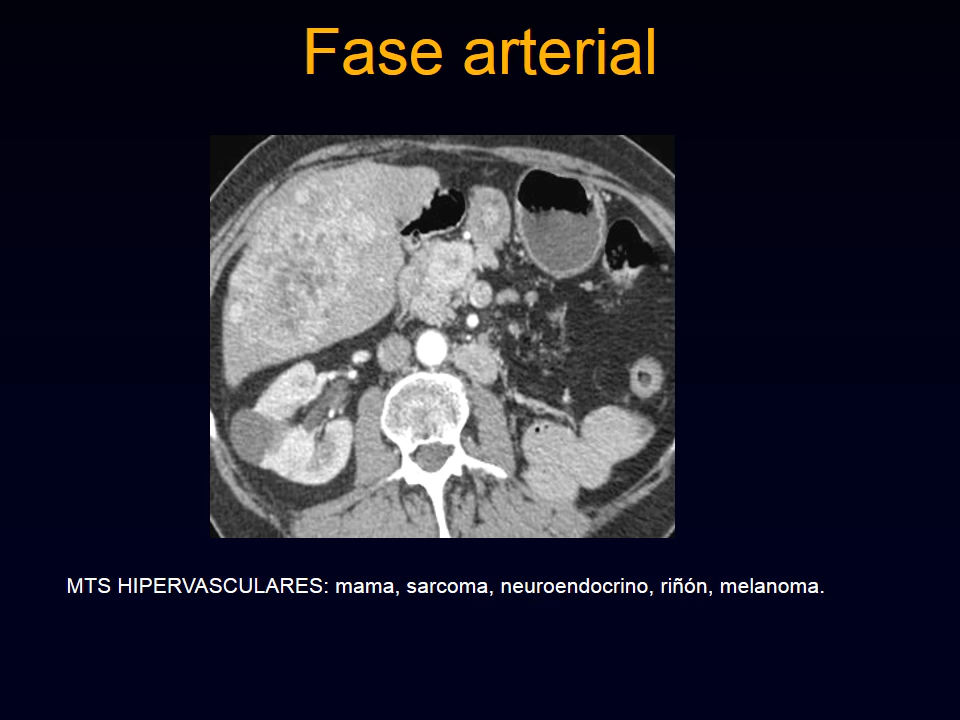 Fase arterial
MTS HIPERVASCULARES: mama, sarcoma, neuroendocrino, riñón, melanoma.